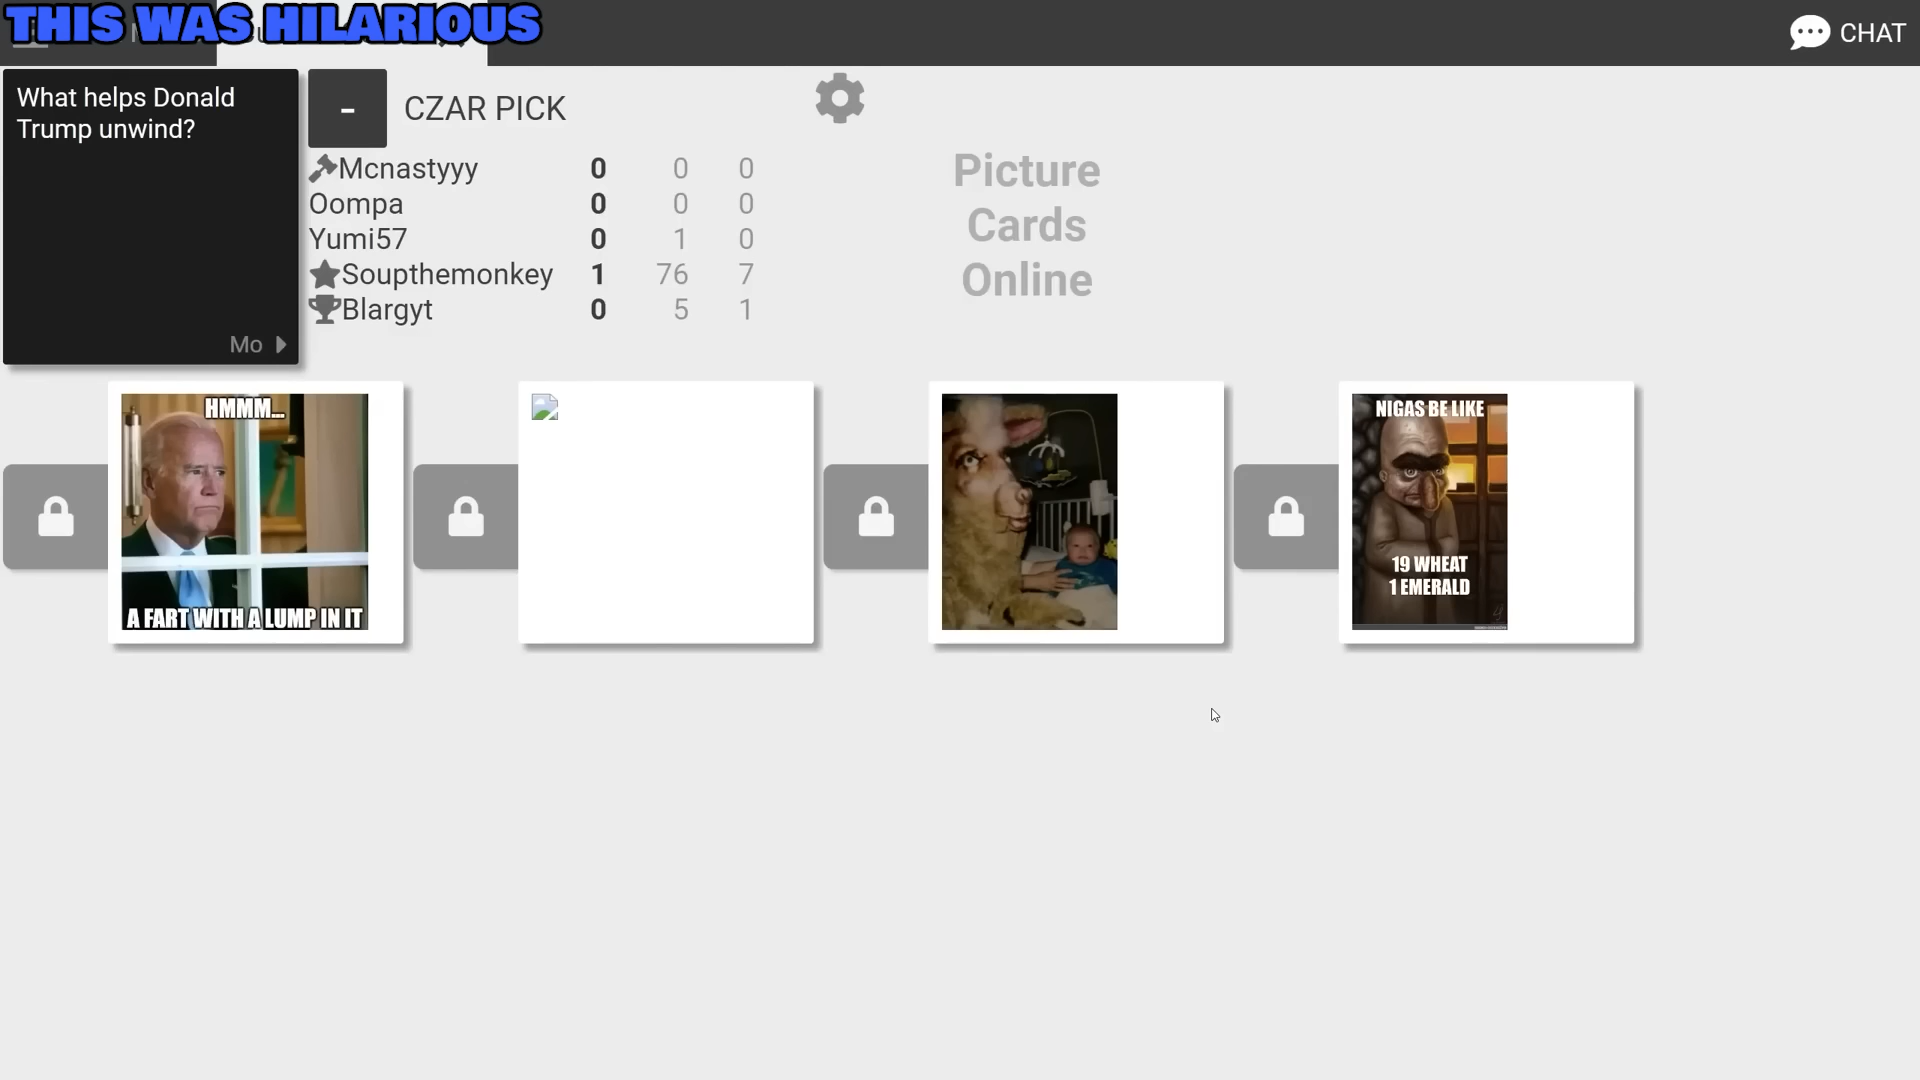 THIS WAS HILARIOUS
CHAT
What helps Donald
Trump unwind?
Mo
-
CZAR PICK
Mcnastyyy 0 0 0
Oompa 0 0 0
Yumi57 0 1 0
Soupthemonkey 1 76 7
Blargyt 0 5 1
Picture
Cards
Online
HMMM...
A FART WITH A LUMP IN IT
NIGAS BE LIKE
19 WHEAT
1 EMERALD